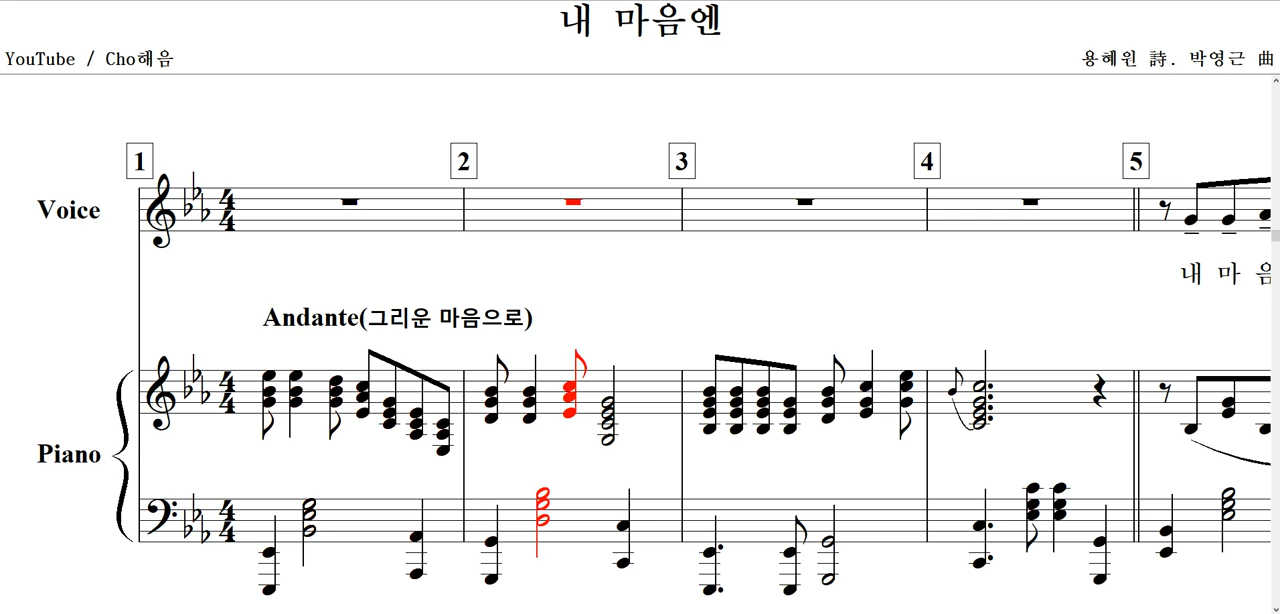 내 마음엔
YouTube / Cho해음
용혜원 詩. 박영근 曲
1 2 3 4 5
Voice
내 마 음
Andante(그리운 마음으로)
Piano